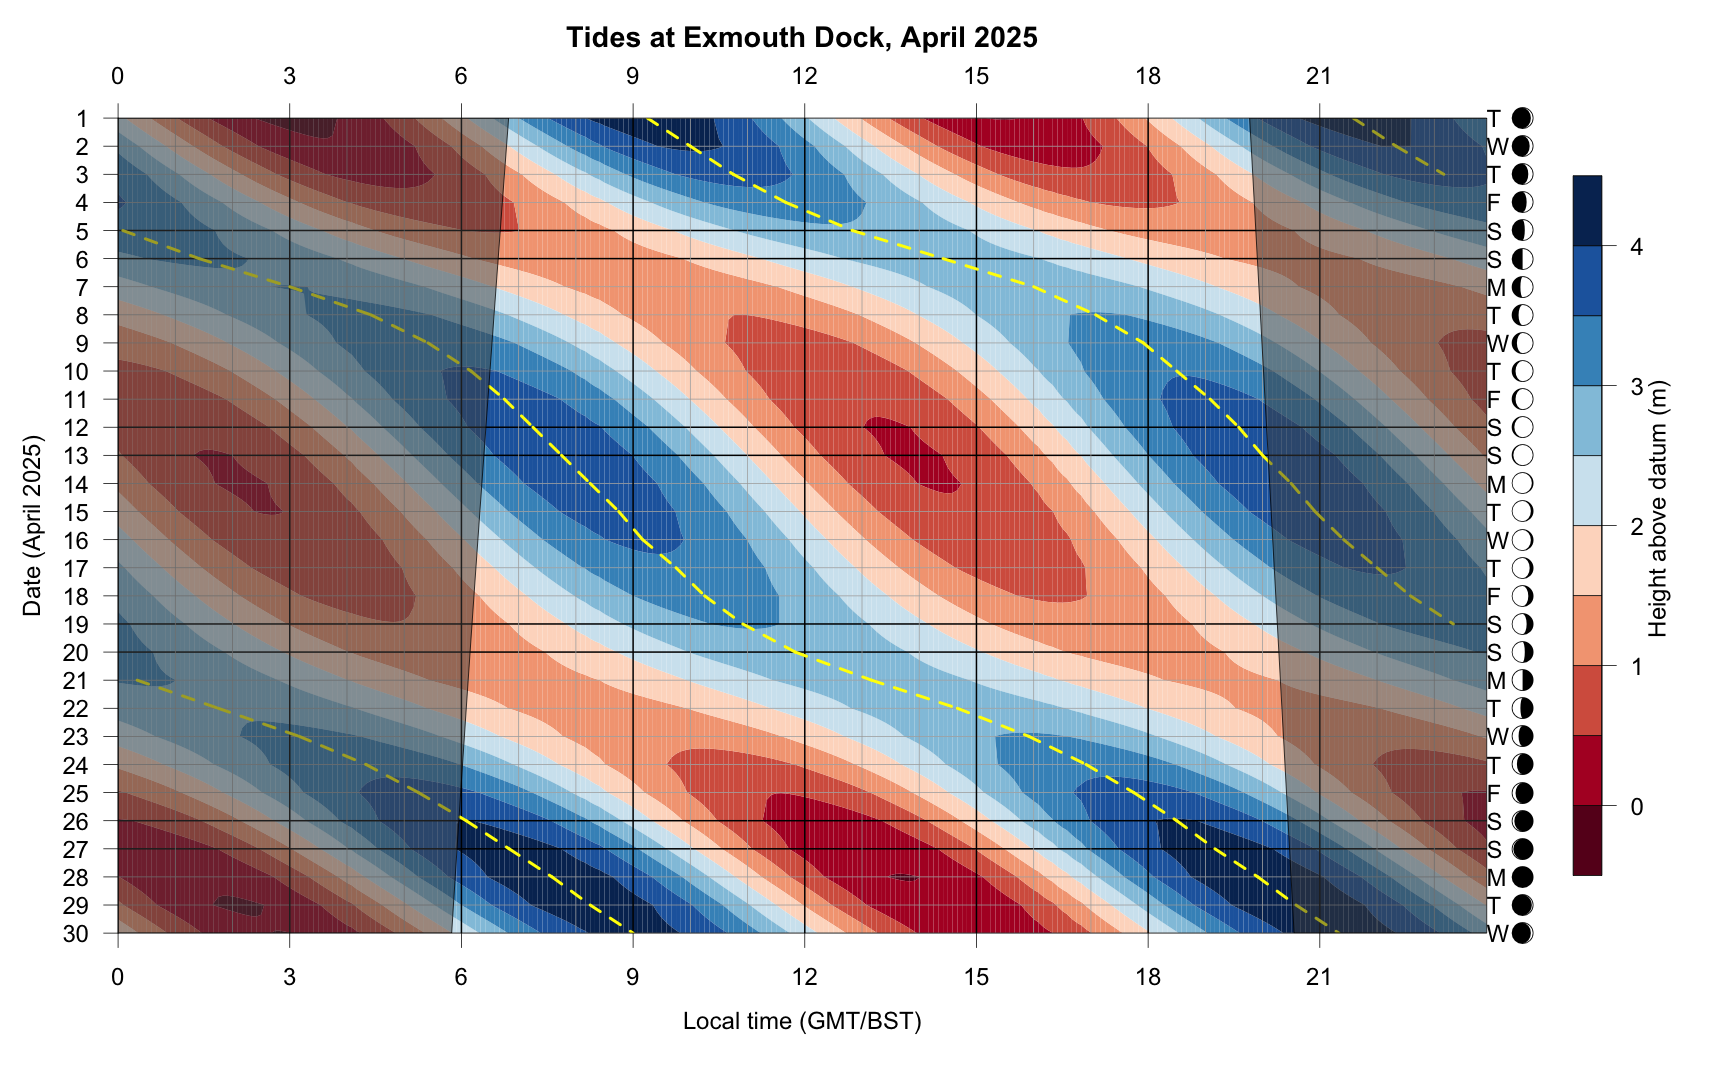 Tides at Exmouth Dock, April 2025
0 3 6 9 12 15 18 21
1 T
2 W
3 T
4 F
5 S
6 S
7 M
8 T
9 W
10 T
11 F
12 S
13 S
14 M
15 T
16 W
17 T
18 F
19 S
20 S
21 M
22 T
23 W
24 T
25 F
26 S
27 S
28 M
29 T
30 W
0 3 6 9 12 15 18 21
Local time (GMT/BST)
Date (April 2025)
4
3
2
1
0
Height above datum (m)